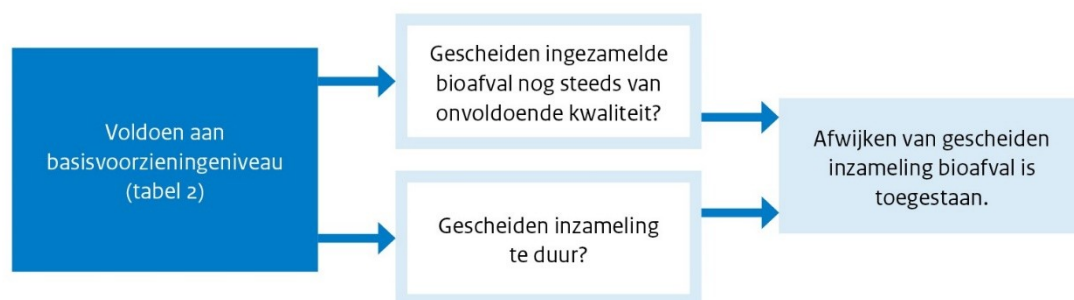 Voldoen aan
basisvoorzieningeniveau
(tabel 2)
Gescheiden ingezamelde
bioafval nog steeds van
onvoldoende kwaliteit?
Gescheiden inzameling
te duur?
Afwijken van gescheiden
inzameling bioafval is
toegestaan.